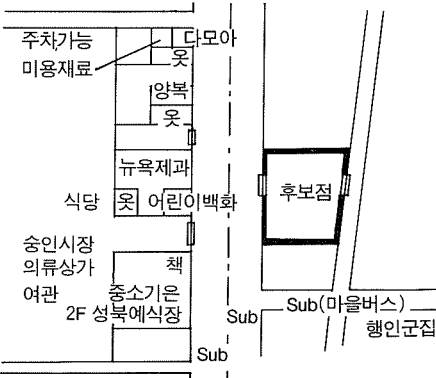 주차가능
다모아
미용재료
옷
양복
옷
뉴욕제과
식당
옷
어린이백화
후보점
숭인시장
의류상가
책
여관
중소기은
2F 성북예식장
Sub(마을버스)
Sub
행인군집
Sub